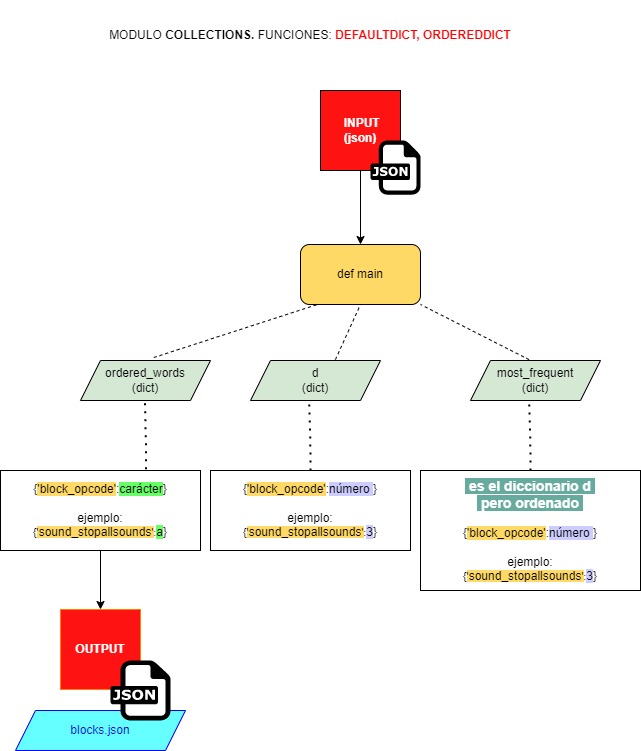 MODULO COLLECTIONS. FUNCIONES: DEFAULTDICT, ORDEREDDICT
INPUT
(json)
JSON
def main
ordered_words
(dict)
d
(dict)
most_frequent
(dict)
{'block_opcode':carácter}
ejemplo:
{'sound_stopallsounds':a}
{'block_opcode':número }
ejemplo:
{'sound_stopallsounds':3}
es el diccionario d
pero ordenado
{'block_opcode':número }
ejemplo:
{'sound_stopallsounds':3}
OUTPUT
JSON
blocks.json